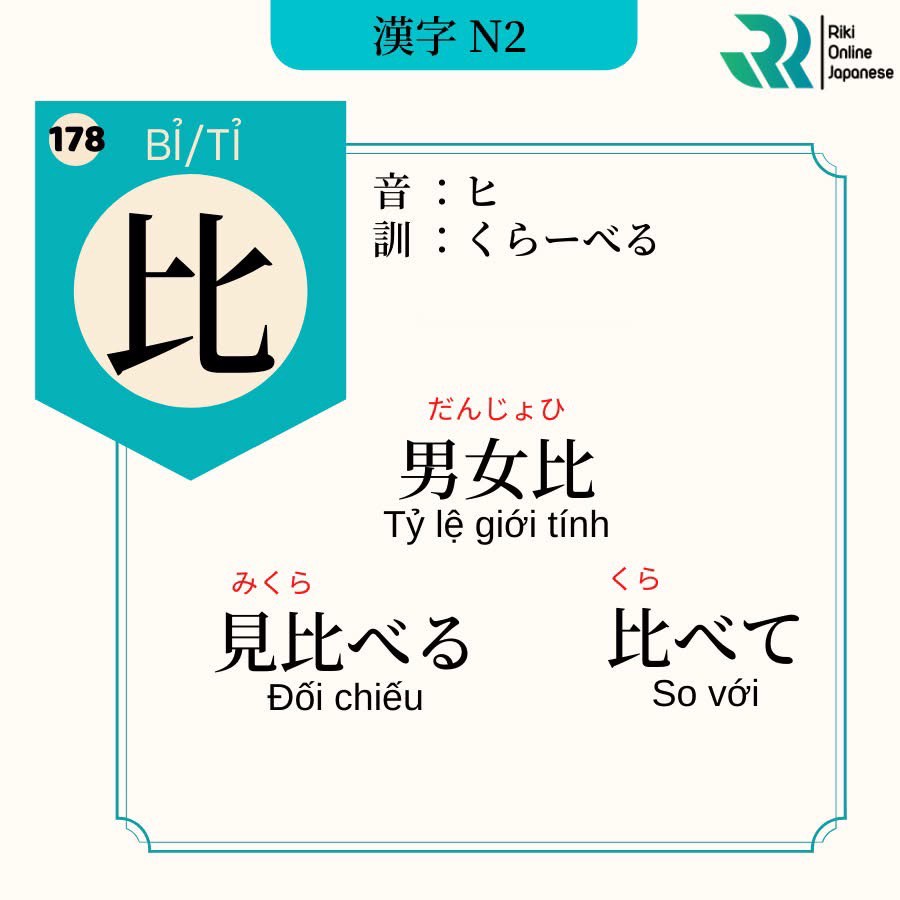 漢字 N2
Riki
Online
Japanese
178
BỈ/TỈ
比
音 ：ヒ
訓 ：くらーべる
だんじょひ
男女比
Tỷ lệ giới tính
みくら
見比べる
Đối chiếu
くら
比べて
So với